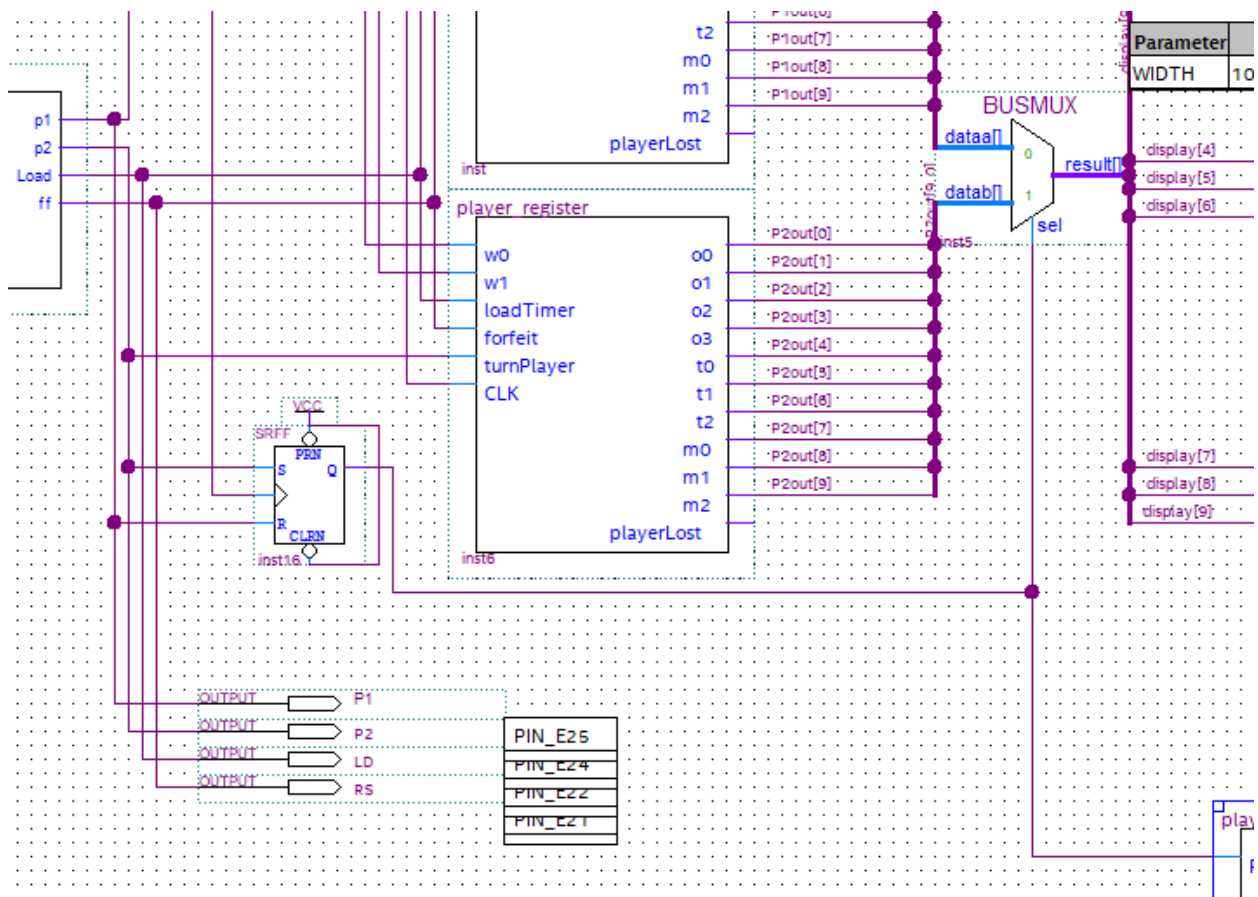 t2
m0
m1
m2
playerLost
inst
P1out[6]
P1out[7]
P1out[8]
P1out[9]
Parameter
WIDTH 10
BUSMUX
dataa[]
0
datab[]
1
result[]
sel
inst5
P2out[9..0]
display[4]
display[5]
display[6]
p1
p2
Load
ff
player_register
w0
w1
loadTimer
forfeit
turnPlayer
CLK
o0
o1
o2
o3
t0
t1
t2
m0
m1
m2
playerLost
inst6
P2out[0]
P2out[1]
P2out[2]
P2out[3]
P2out[4]
P2out[5]
P2out[6]
P2out[7]
P2out[8]
P2out[9]
display[7]
display[8]
display[9]
VCC
SRFF
PRN
S Q
R
CLRN
inst16
OUTPUT P1
OUTPUT P2
OUTPUT LD
OUTPUT RS
PIN_E25
PIN_E24
PIN_E22
PIN_E21
play